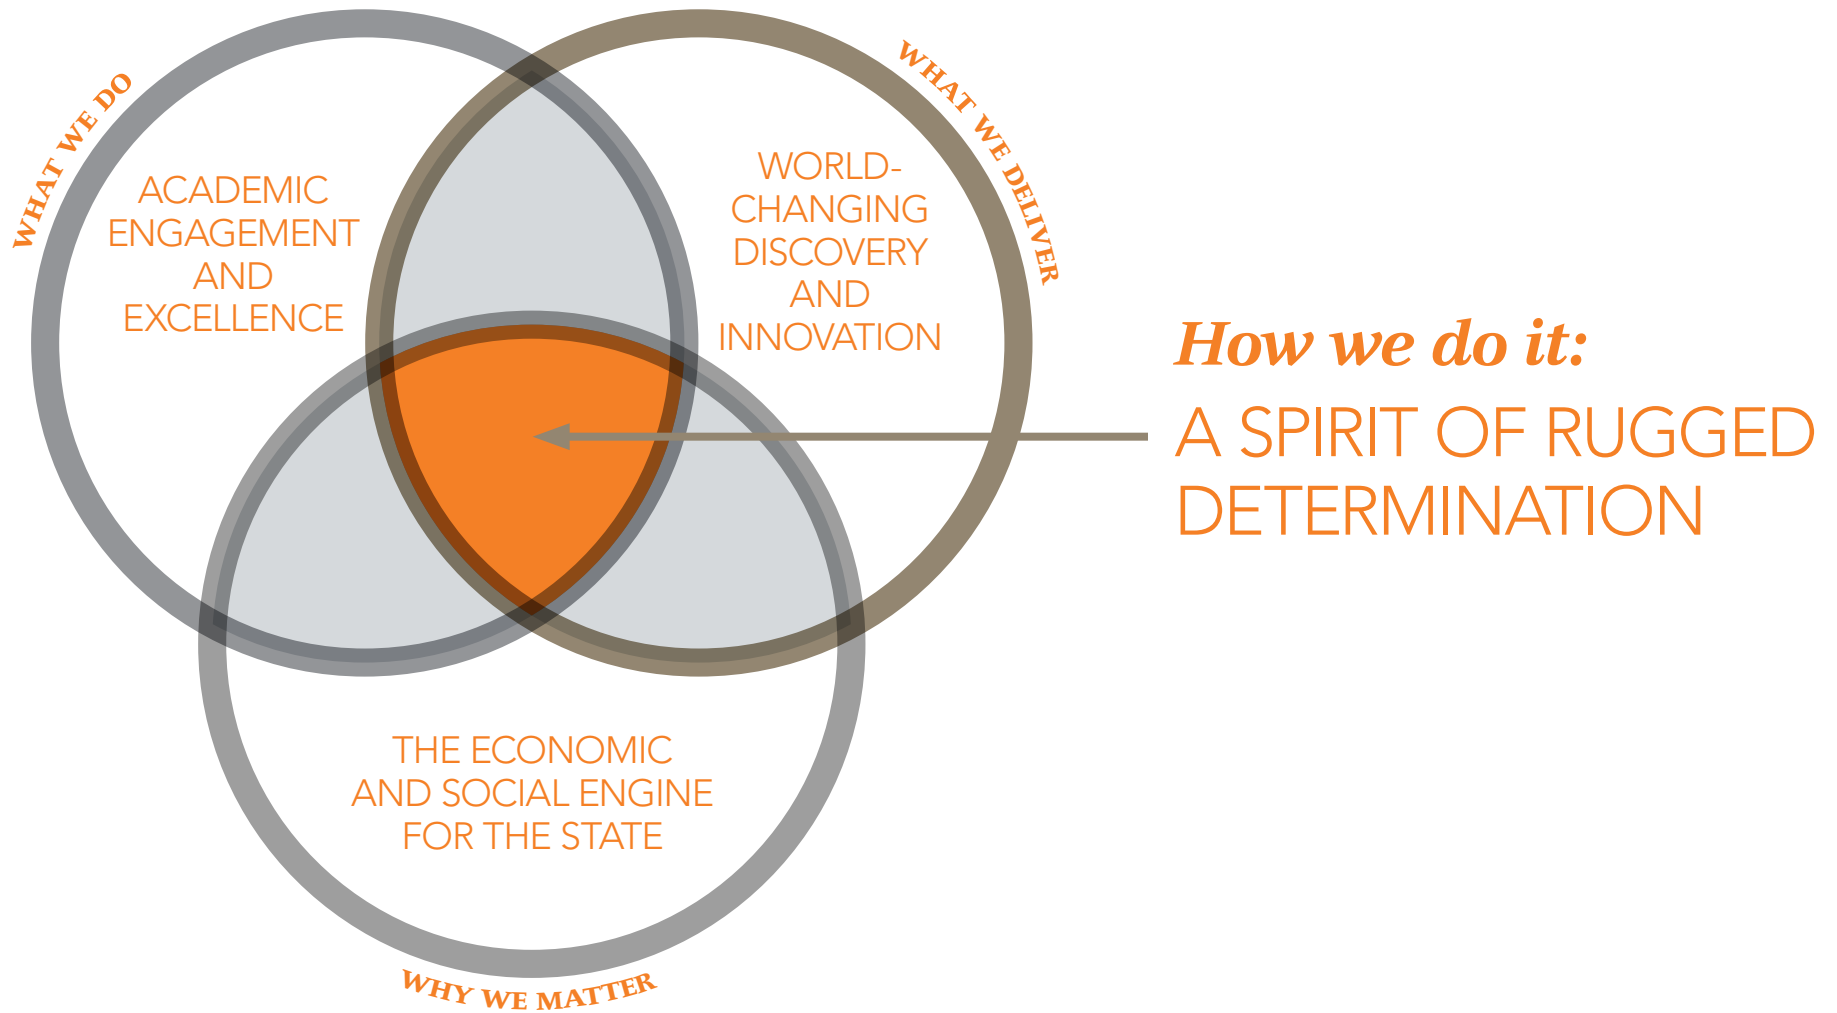 WHAT WE DO
ACADEMIC
ENGAGEMENT
AND
EXCELLENCE
WHAT WE DELIVER
WORLD-
CHANGING
DISCOVERY
AND
INNOVATION
How we do it:
A SPIRIT OF RUGGED
DETERMINATION
THE ECONOMIC
AND SOCIAL ENGINE
FOR THE STATE
WHY WE MATTER